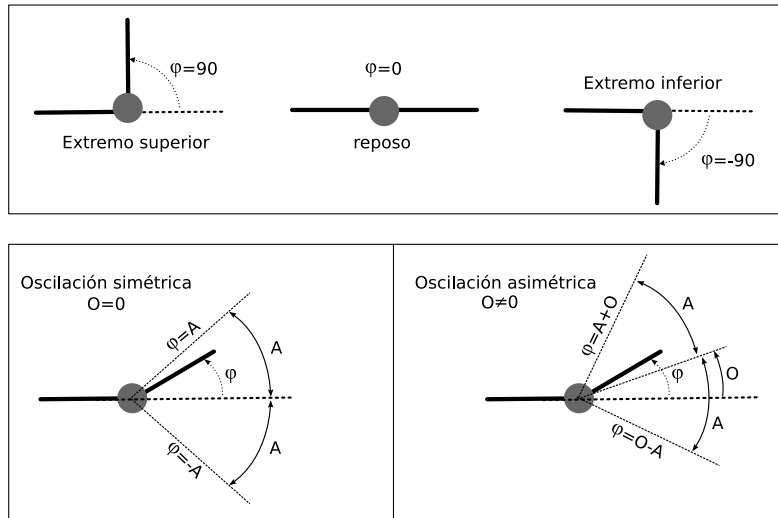 φ=90
Extremo superior
φ=0
reposo
Extremo inferior
φ=-90
Oscilación simétrica
O=0
φ=A
A
φ
A
φ=-A
Oscilación asimétrica
O≠0
φ=A+O
A
φ
O
A
φ=O-A